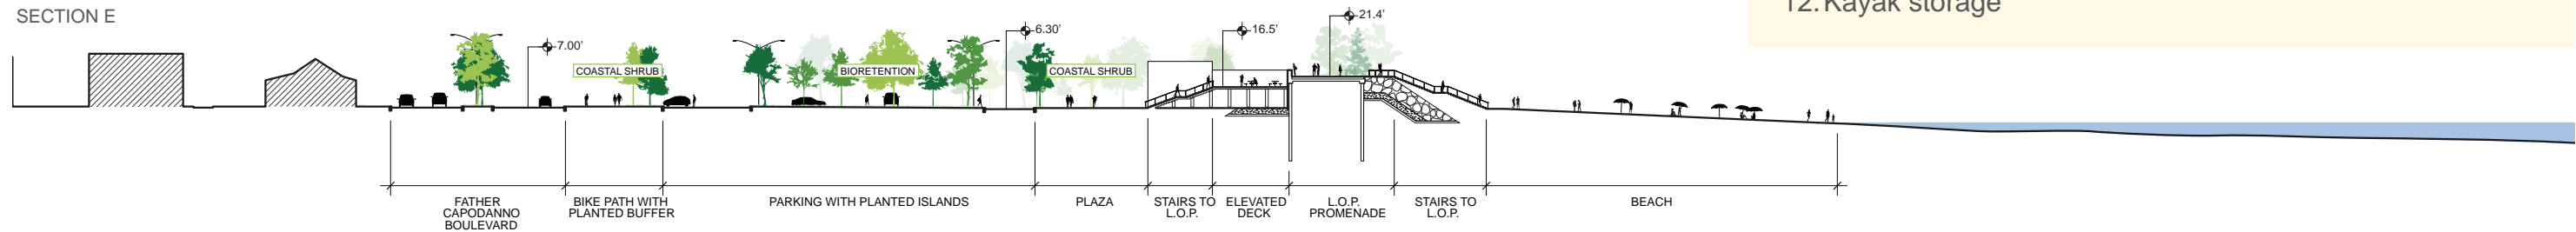 SECTION E
12. Kayak storage
21.4'
6.30'
16.5'
7.00'
COASTAL SHRUB
BIORETENTION
COASTAL SHRUB
FATHER
CAPODANNO
BOULEVARD
BIKE PATH WITH
PLANTED BUFFER
PARKING WITH PLANTED ISLANDS
PLAZA
STAIRS TO
L.O.P.
ELEVATED
DECK
L.O.P.
PROMENADE
STAIRS TO
L.O.P.
BEACH